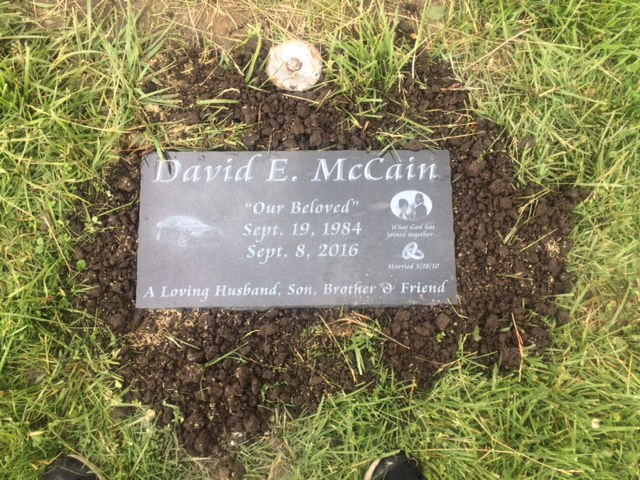 David E. McCain
"Our Beloved"
Sept. 19, 1984
Sept. 8, 2016
What God has
joined together...
Married 3/28/10
A Loving Husband, Son, Brother & Friend